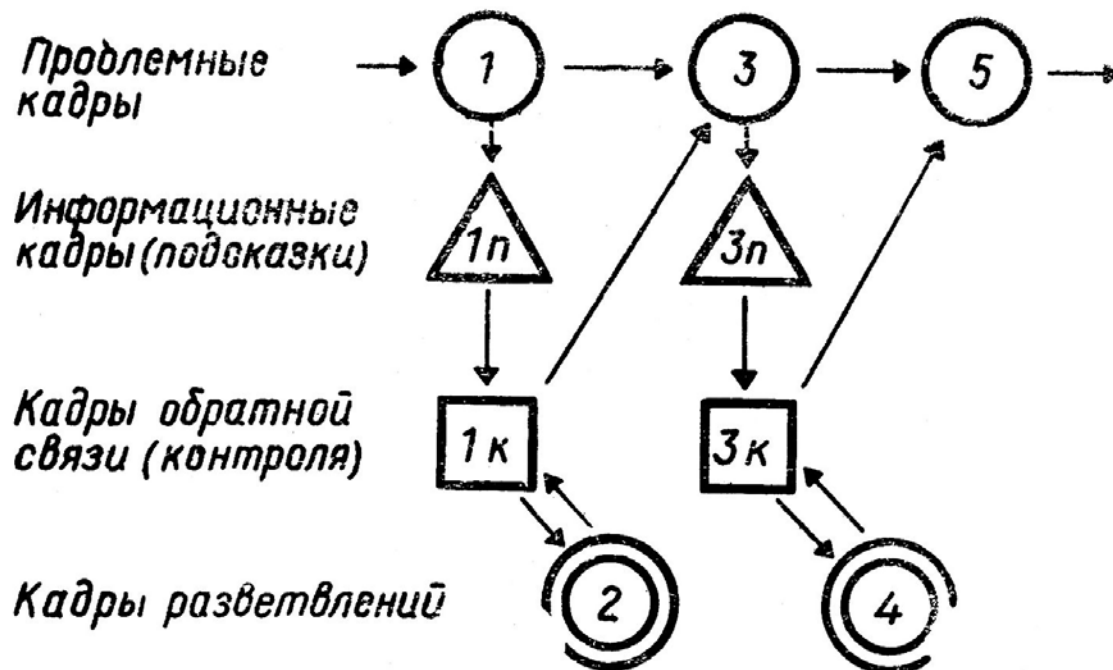 Проблемные
кадры
1
3
5
Информационные
кадры (подсказки)
1п
3п
Кадры обратной
связи (контроля)
1к
3к
Кадры разветвлений
2
4